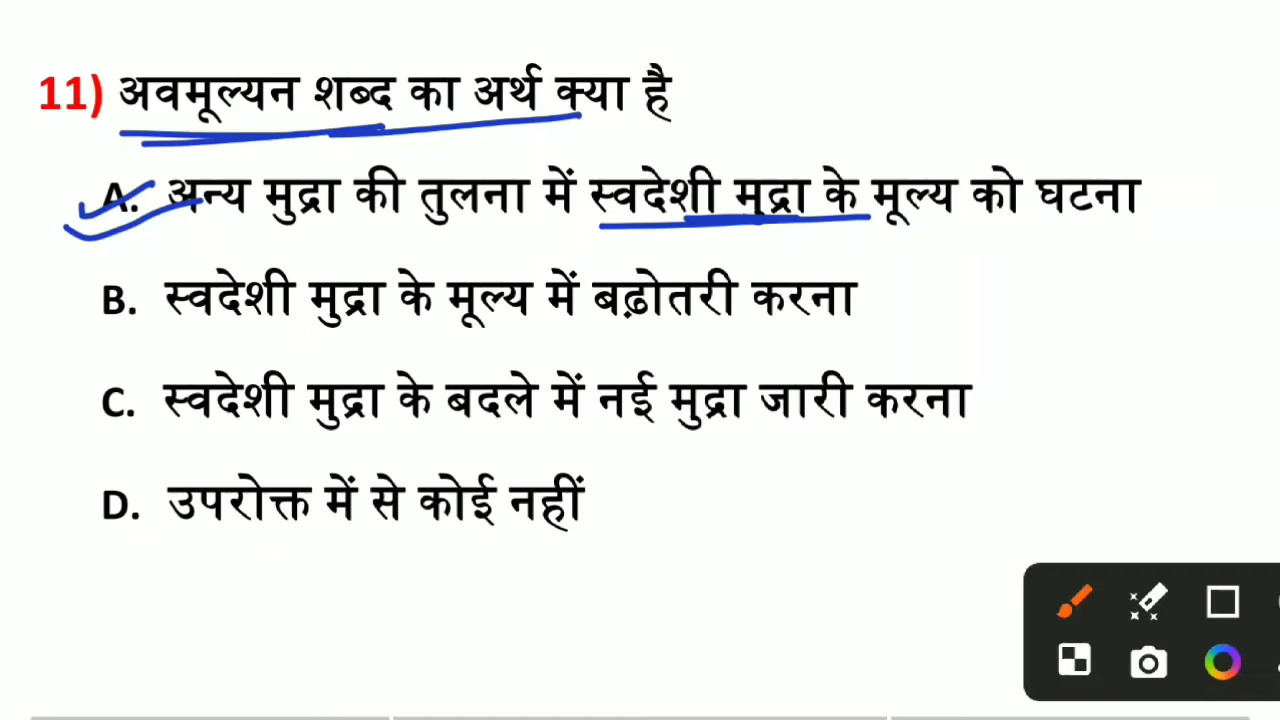 11) अवमूल्यन शब्द का अर्थ क्या है
A. अन्य मुद्रा की तुलना में स्वदेशी मुद्रा के मूल्य को घटना
B. स्वदेशी मुद्रा के मूल्य में बढ़ोतरी करना
C. स्वदेशी मुद्रा के बदले में नई मुद्रा जारी करना
D. उपरोक्त में से कोई नहीं